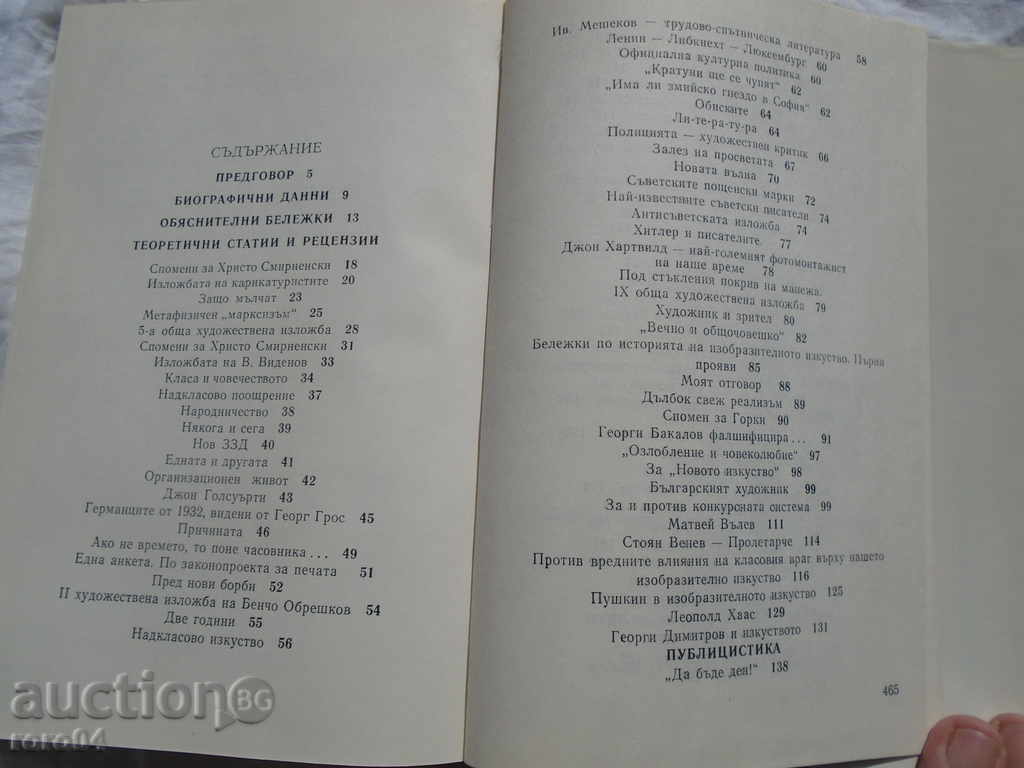 СЪДЪРЖАНИЕ
ПРЕДГОВОР 5
БИОГРАФИЧНИ ДАННИ 9
ОБЯСНИТЕЛНИ БЕЛЕЖКИ 13
ТЕОРЕТИЧНИ СТАТИИ И РЕЦЕНЗИИ
Спомени за Христо Смирненски 18
Изложбата на карикатуристите 20
Защо мълчат 23
Метафизичен „марксизъм“ 25
5-а обща художествена изложба 28
Спомени за Христо Смирненски 31
Изложбата на В. Виденов 33
Класа и човечеството 34
Надкласово поощрение 37
Народничество 38
Някога и сега 39
Нов ЗЗД 40
Едната и другата 41
Организационен живот 42
Джон Голсуърти 43
Германците от 1932, видени от Георг Грос 45
Причината 46
Ако не времето, то поне часовника... 49
Една анкета. По законопроекта за печата 51
Пред нови борби 52
II художествена изложба на Бенчо Обрешков 54
Две години 55
Надкласово изкуство 56
Ив. Мешеков — трудово-спътническа литература 58
Ленин — Либкнехт — Люксембург 60
Официална културна политика 60
„Кратуни ще се чупят“ 62
„Има ли змийско гнездо в София“ 62
Обиските 64
Ли-те-ра-ту-ра 64
Полицията — художествен критик 66
Залез на просветата 67
Новата вълна 70
Съветските пощенски марки 72
Най-известните съветски писатели 74
Антисъветската изложба 74
Хитлер и писателите 77
Джон Хартвилд — най-големият фотомонтажист
на наше време 78
Под стъкления покрив на манежа.
IX обща художествена изложба 79
Художник и зрител 80
„Вечно и общочовешко“ 82
Бележки по историята на изобразителното изкуство. Първи
прояви 85
Моят отговор 88
Дълбок свеж реализъм 89
Спомен за Горки 90
Георги Бакалов фалшифицира... 91
„Озлобление и човеколюбие“ 97
За „Новото изкуство“ 98
Българският художник 99
За и против конкурсната система 99
Матвей Вълев 111
Стоян Венев — Пролетарче 114
Против вредните влияния на класовия враг върху нашето
изобразително изкуство 116
Пушкин в изобразителното изкуство 125
Леополд Хаас 129
Георги Димитров и изкуството 131
ПУБЛИЦИСТИКА
„Да бъде ден!“ 138
465
auction BG
roko04